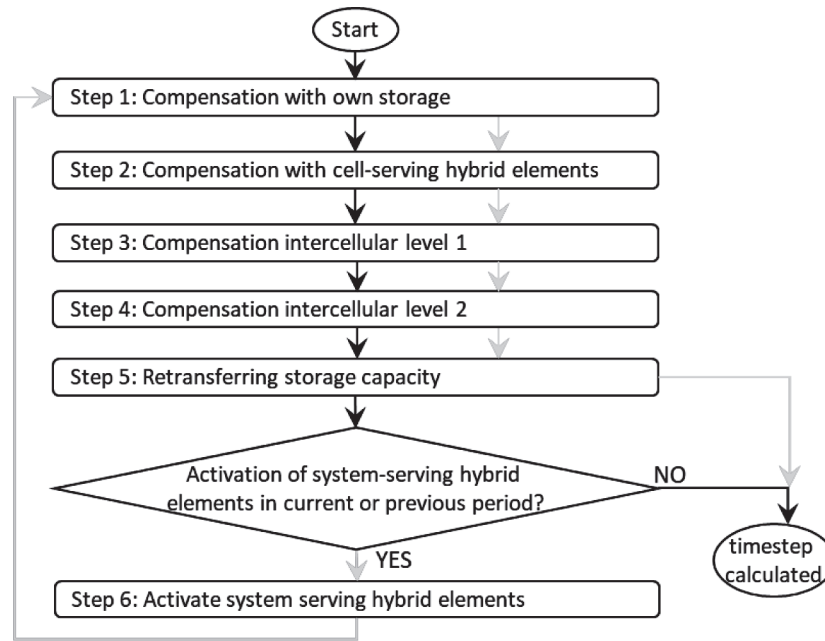 Start
Step 1: Compensation with own storage
Step 2: Compensation with cell-serving hybrid elements
Step 3: Compensation intercellular level 1
Step 4: Compensation intercellular level 2
Step 5: Retransferring storage capacity
Activation of system-serving hybrid
elements in current or previous period?
NO
timestep
calculated
YES
Step 6: Activate system serving hybrid elements